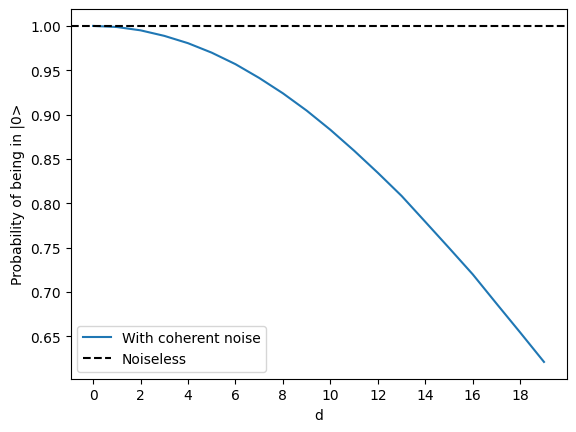 1.00
0.95
0.90
0.85
0.80
0.75
0.70
0.65
Probability of being in |0>
With coherent noise
Noiseless
0 2 4 6 8 10 12 14 16 18
d